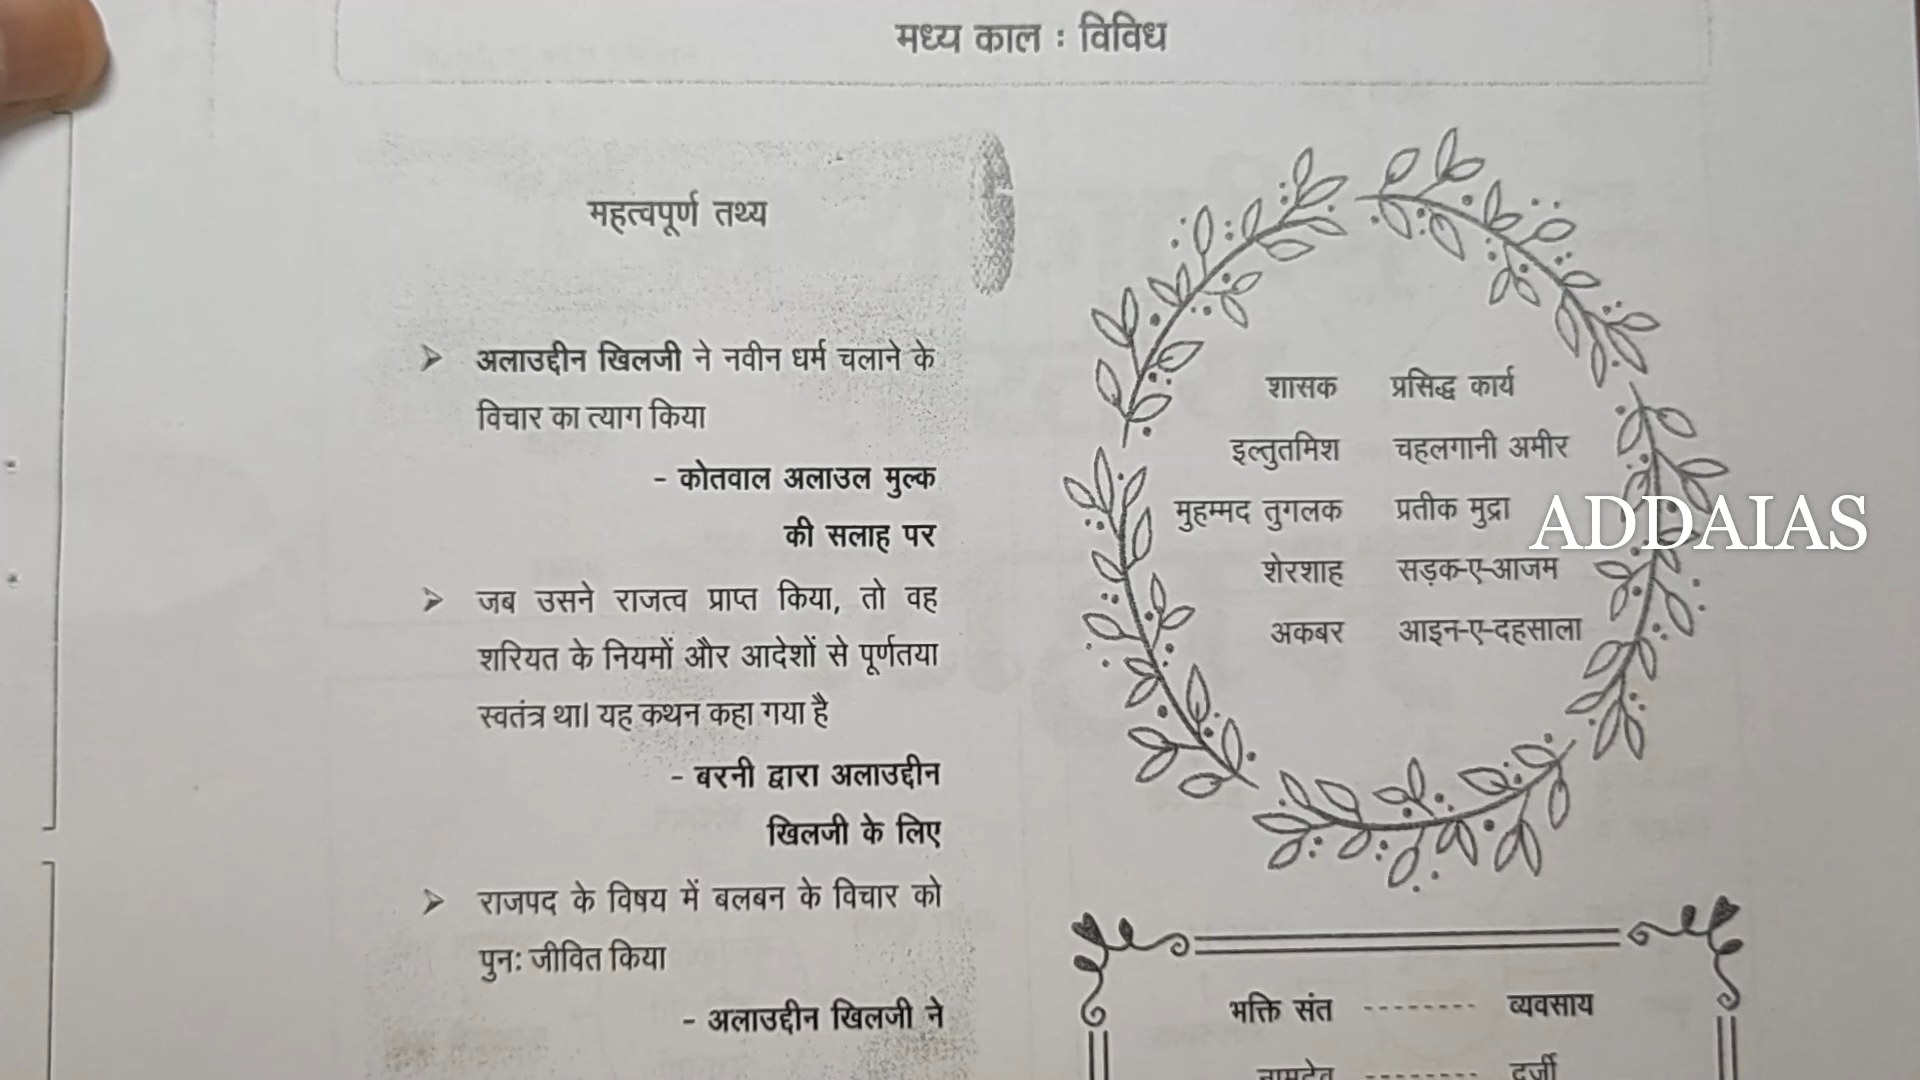 मध्य काल : विविध
महत्वपूर्ण तथ्य
अलाउद्दीन खिलजी ने नवीन धर्म चलाने के
विचार का त्याग किया
- कोतवाल अलाउल मुल्क
की सलाह पर
जब उसने राजत्व प्राप्त किया, तो वह
शरियत के नियमों और आदेशों से पूर्णतया
स्वतंत्र था। यह कथन कहा गया है
- बरनी द्वारा अलाउद्दीन
खिलजी के लिए
राजपद के विषय में बलबन के विचार को
पुनः जीवित किया
- अलाउद्दीन खिलजी ने
शासक प्रसिद्ध कार्य
इल्तुतमिश चहलगानी अमीर
मुहम्मद तुगलक प्रतीक मुद्रा
ADDAIAS
शेरशाह सड़क-ए-आजम
अकबर आइन-ए-दहसाला
भक्ति संत -------- व्यवसाय
नामदेव -------- दर्जी